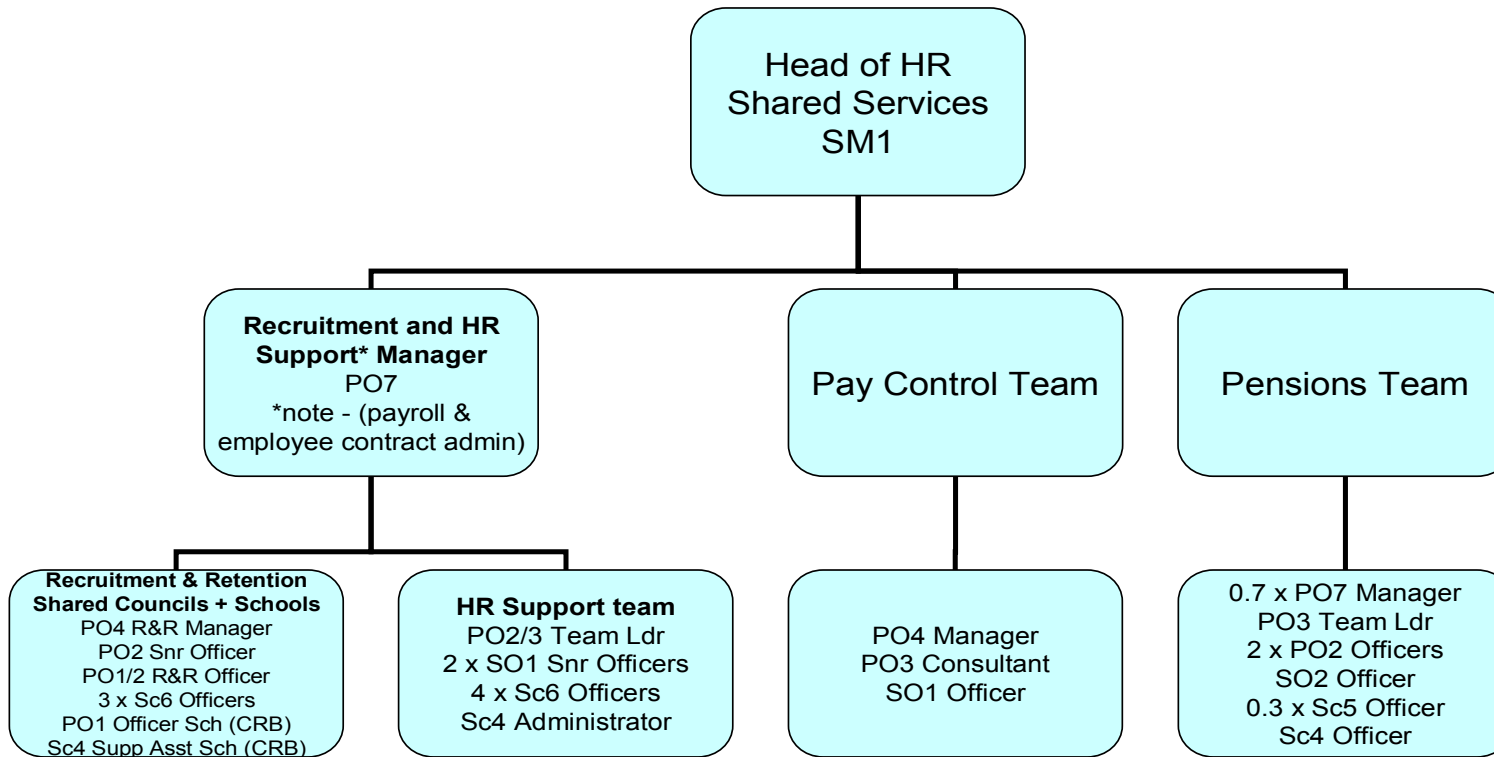 Head of HR
Shared Services
SM1
Recruitment and HR
Support* Manager
PO7
*note - (payroll &
employee contract admin)
Pay Control Team
Pensions Team
Recruitment & Retention
Shared Councils + Schools
PO4 R&R Manager
PO2 Snr Officer
PO1/2 R&R Officer
3 x Sc6 Officers
PO1 Officer Sch (CRB)
Sc4 Supp Asst Sch (CRB)
HR Support team
PO2/3 Team Ldr
2 x SO1 Snr Officers
4 x Sc6 Officers
Sc4 Administrator
PO4 Manager
PO3 Consultant
SO1 Officer
0.7 x PO7 Manager
PO3 Team Ldr
2 x PO2 Officers
SO2 Officer
0.3 x Sc5 Officer
Sc4 Officer